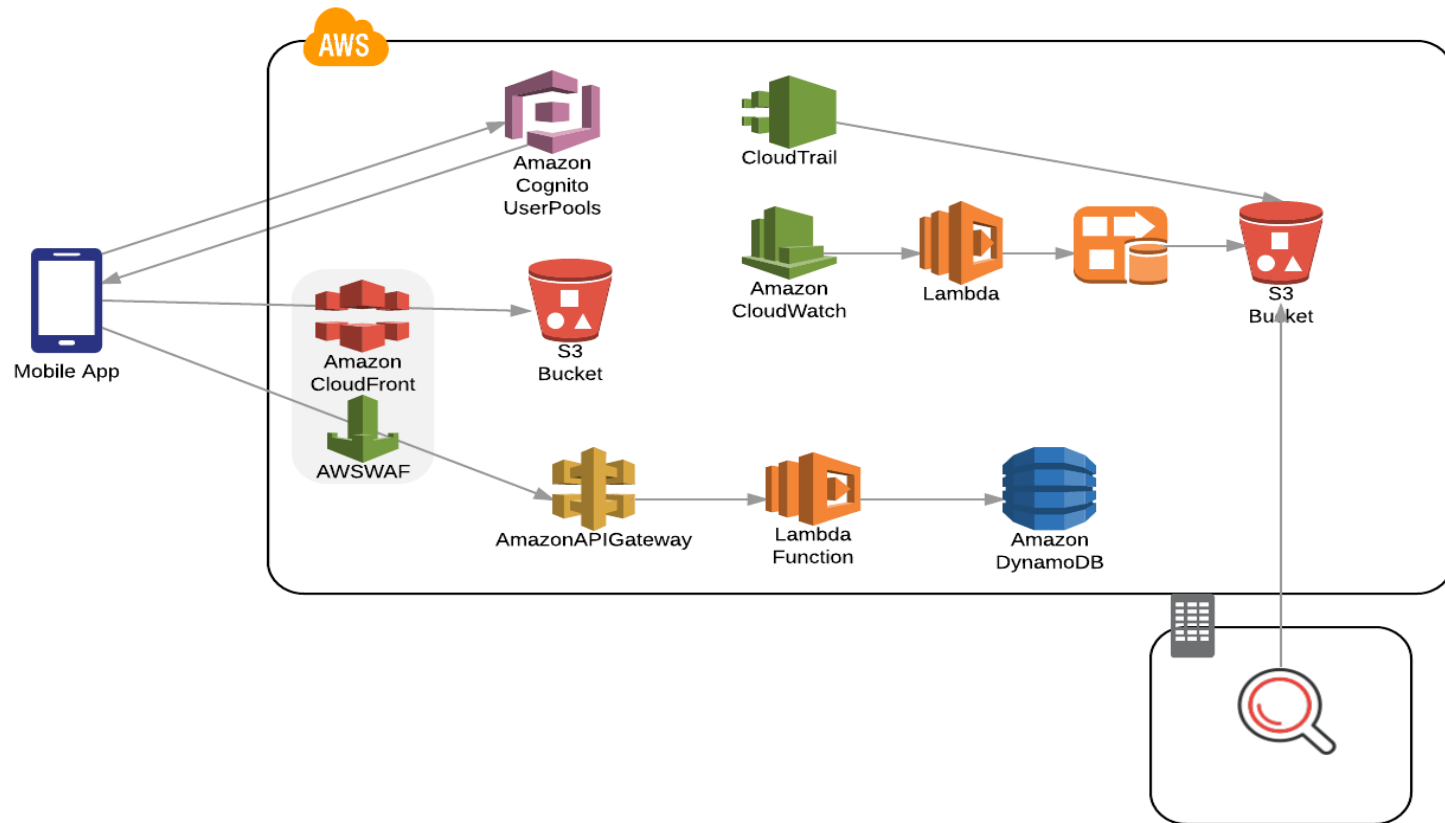 AWS
Amazon
Cognito
UserPools
CloudTrail
Amazon
CloudWatch
Lambda
S3
Bucket
Mobile App
Amazon
CloudFront
S3
Bucket
AWSWAF
AmazonAPIGateway
Lambda
Function
Amazon
DynamoDB